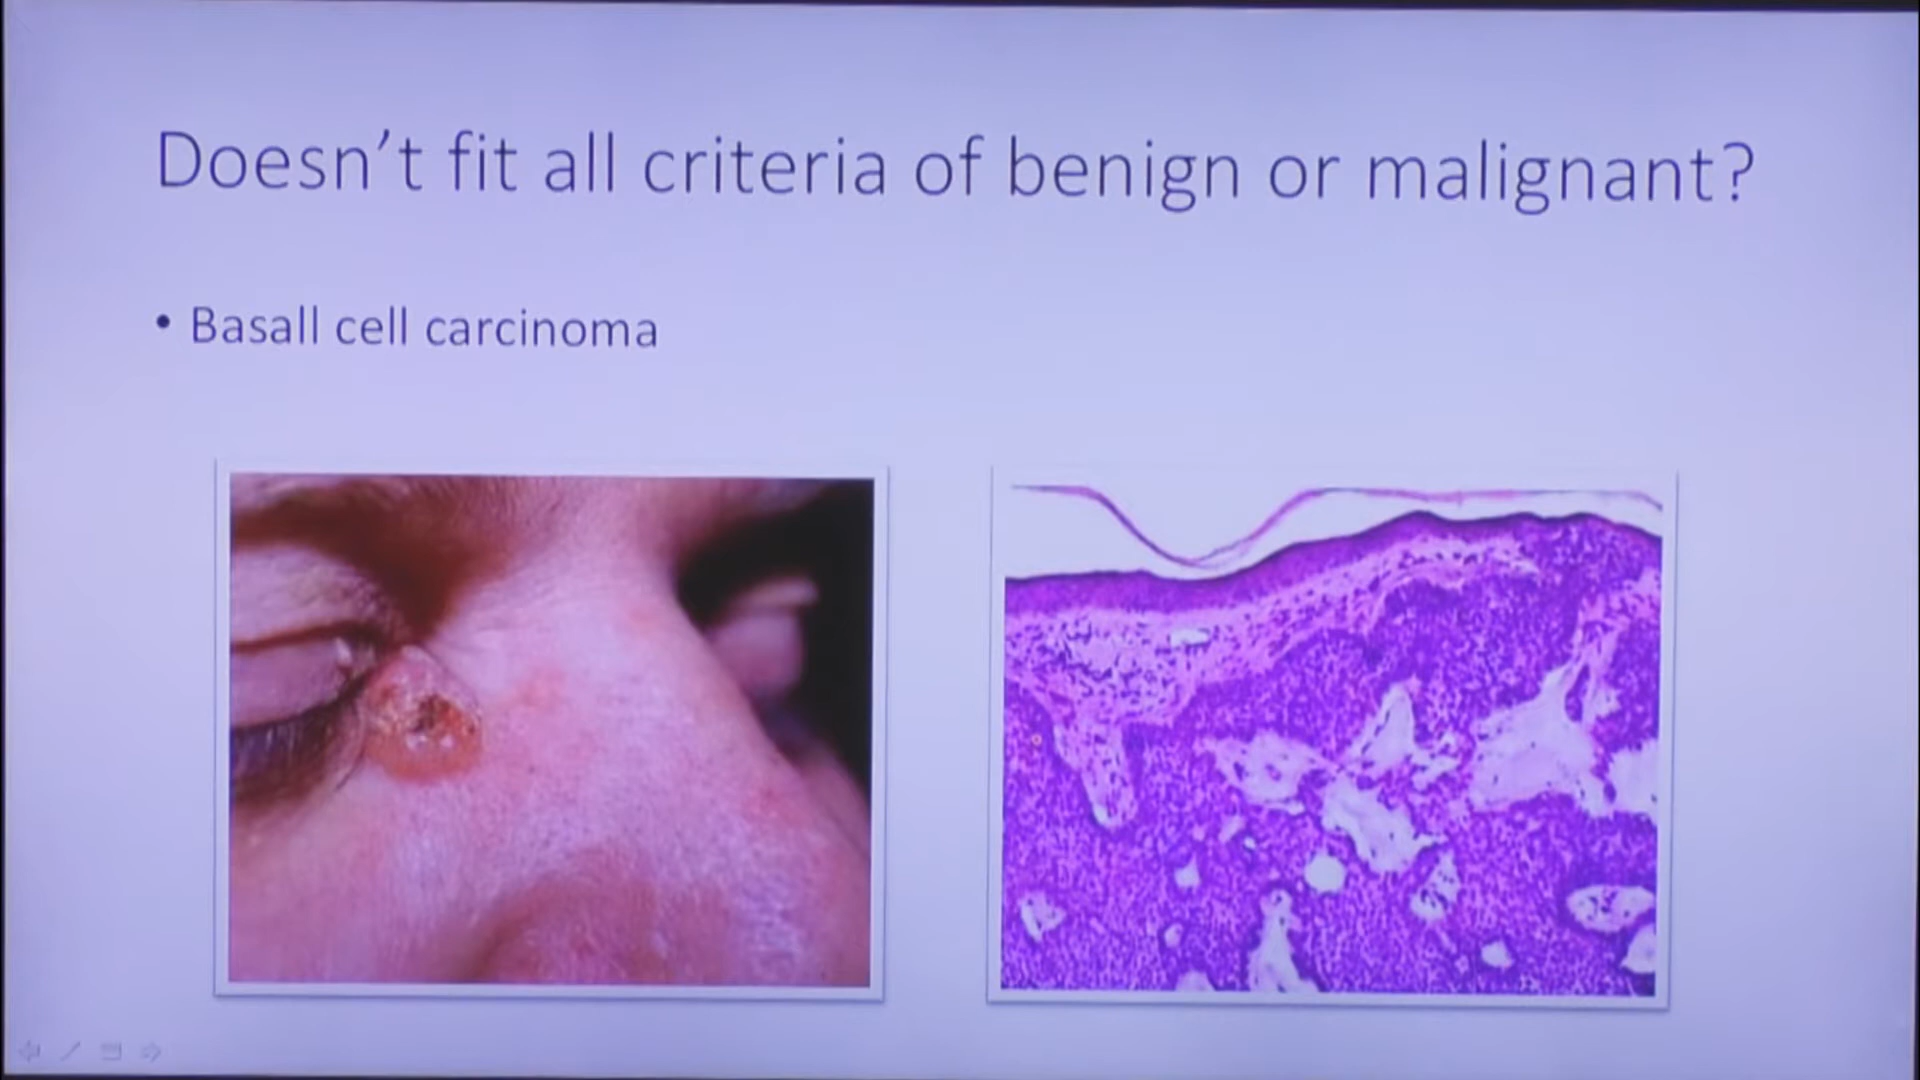 Doesn't fit all criteria of benign or malignant?
• Basall cell carcinoma